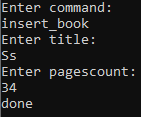 Enter command:
insert_book
Enter title:
Ss
Enter pagescount:
34
done